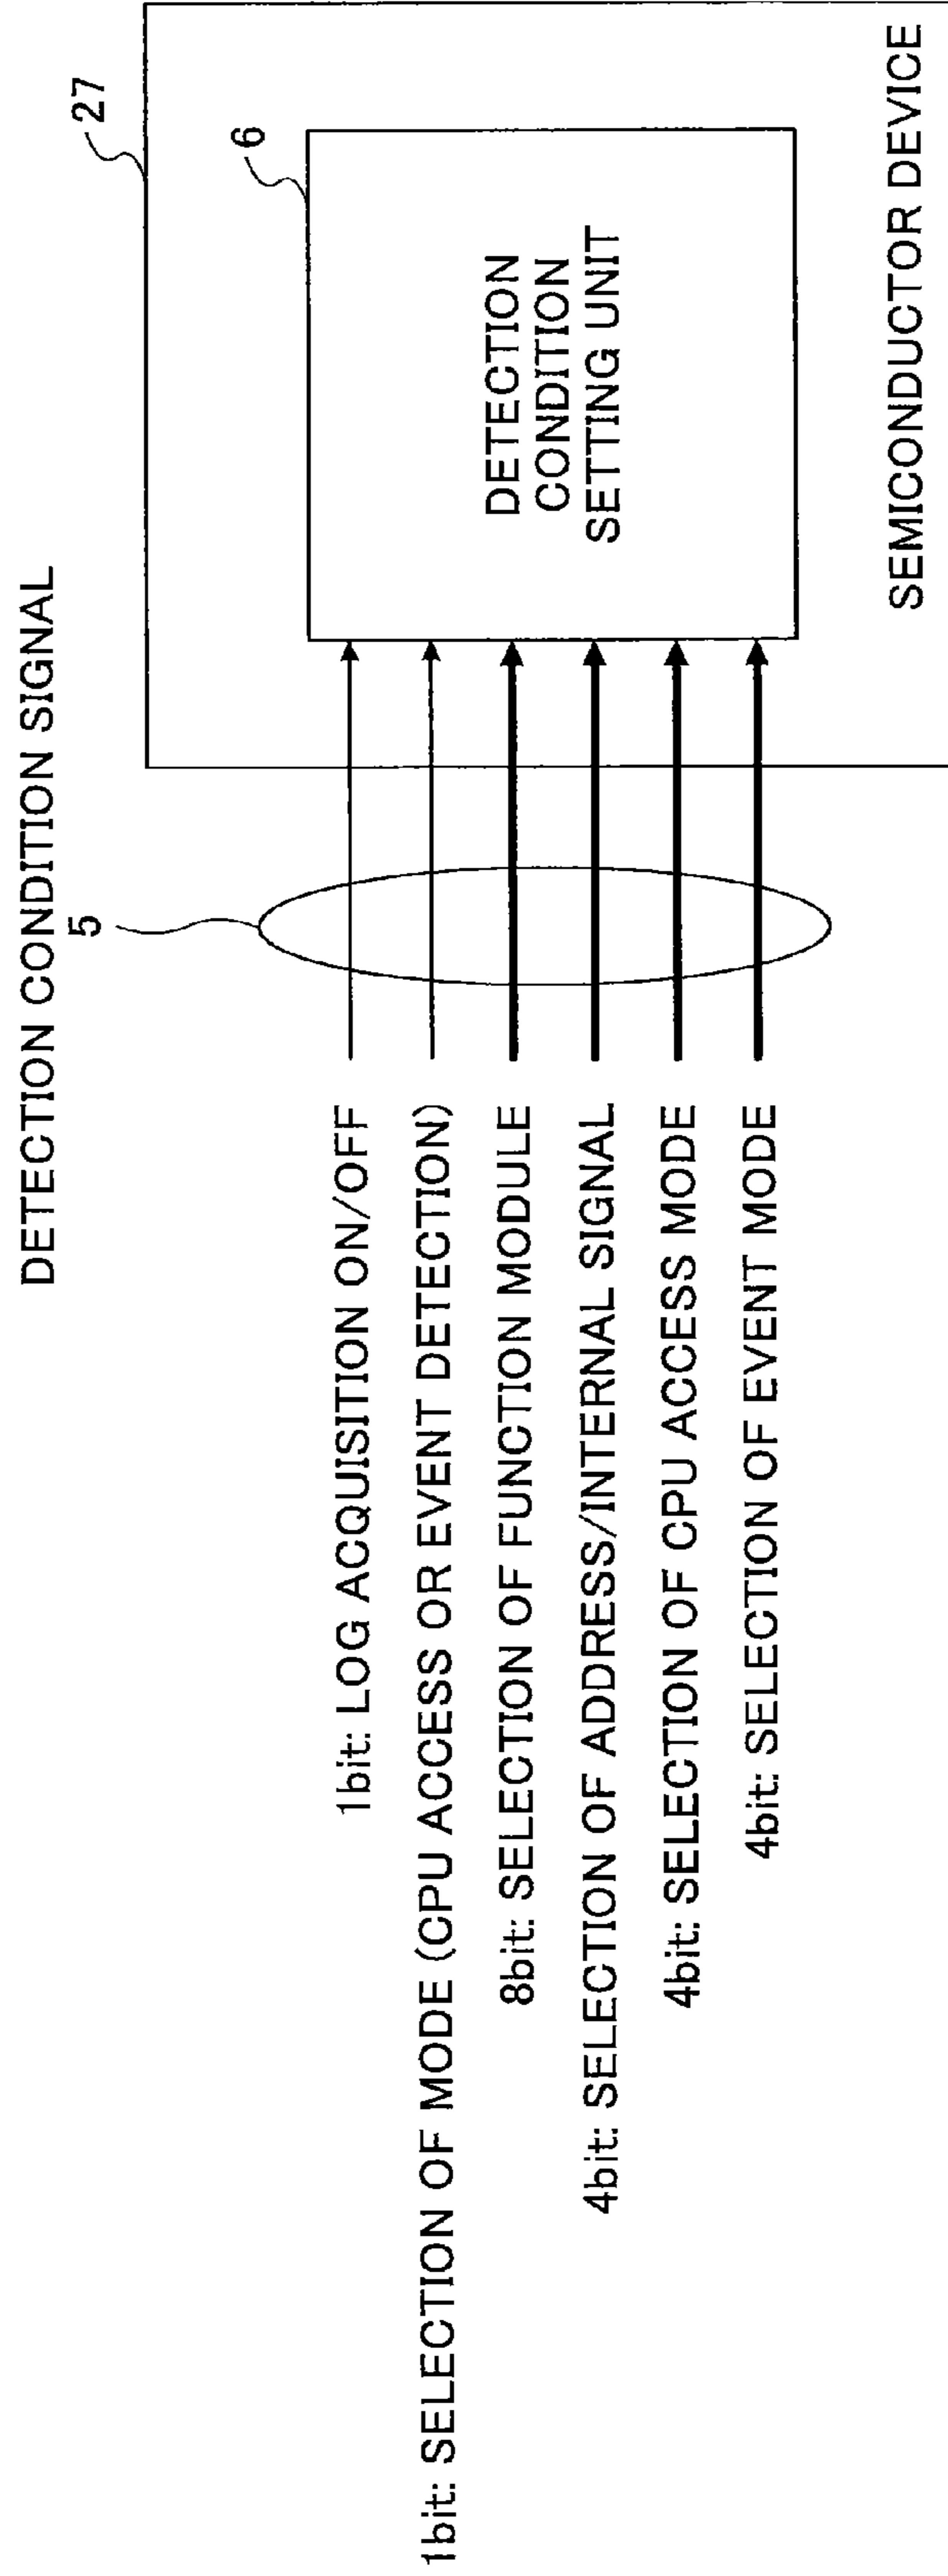 DETECTION CONDITION SIGNAL
5
27
6
1bit: LOG ACQUISITION ON/OFF
1bit: SELECTION OF MODE (CPU ACCESS OR EVENT DETECTION)
8bit: SELECTION OF FUNCTION MODULE
4bit: SELECTION OF ADDRESS/INTERNAL SIGNAL
4bit: SELECTION OF CPU ACCESS MODE
4bit: SELECTION OF EVENT MODE
DETECTION
CONDITION
SETTING UNIT
SEMICONDUCTOR DEVICE